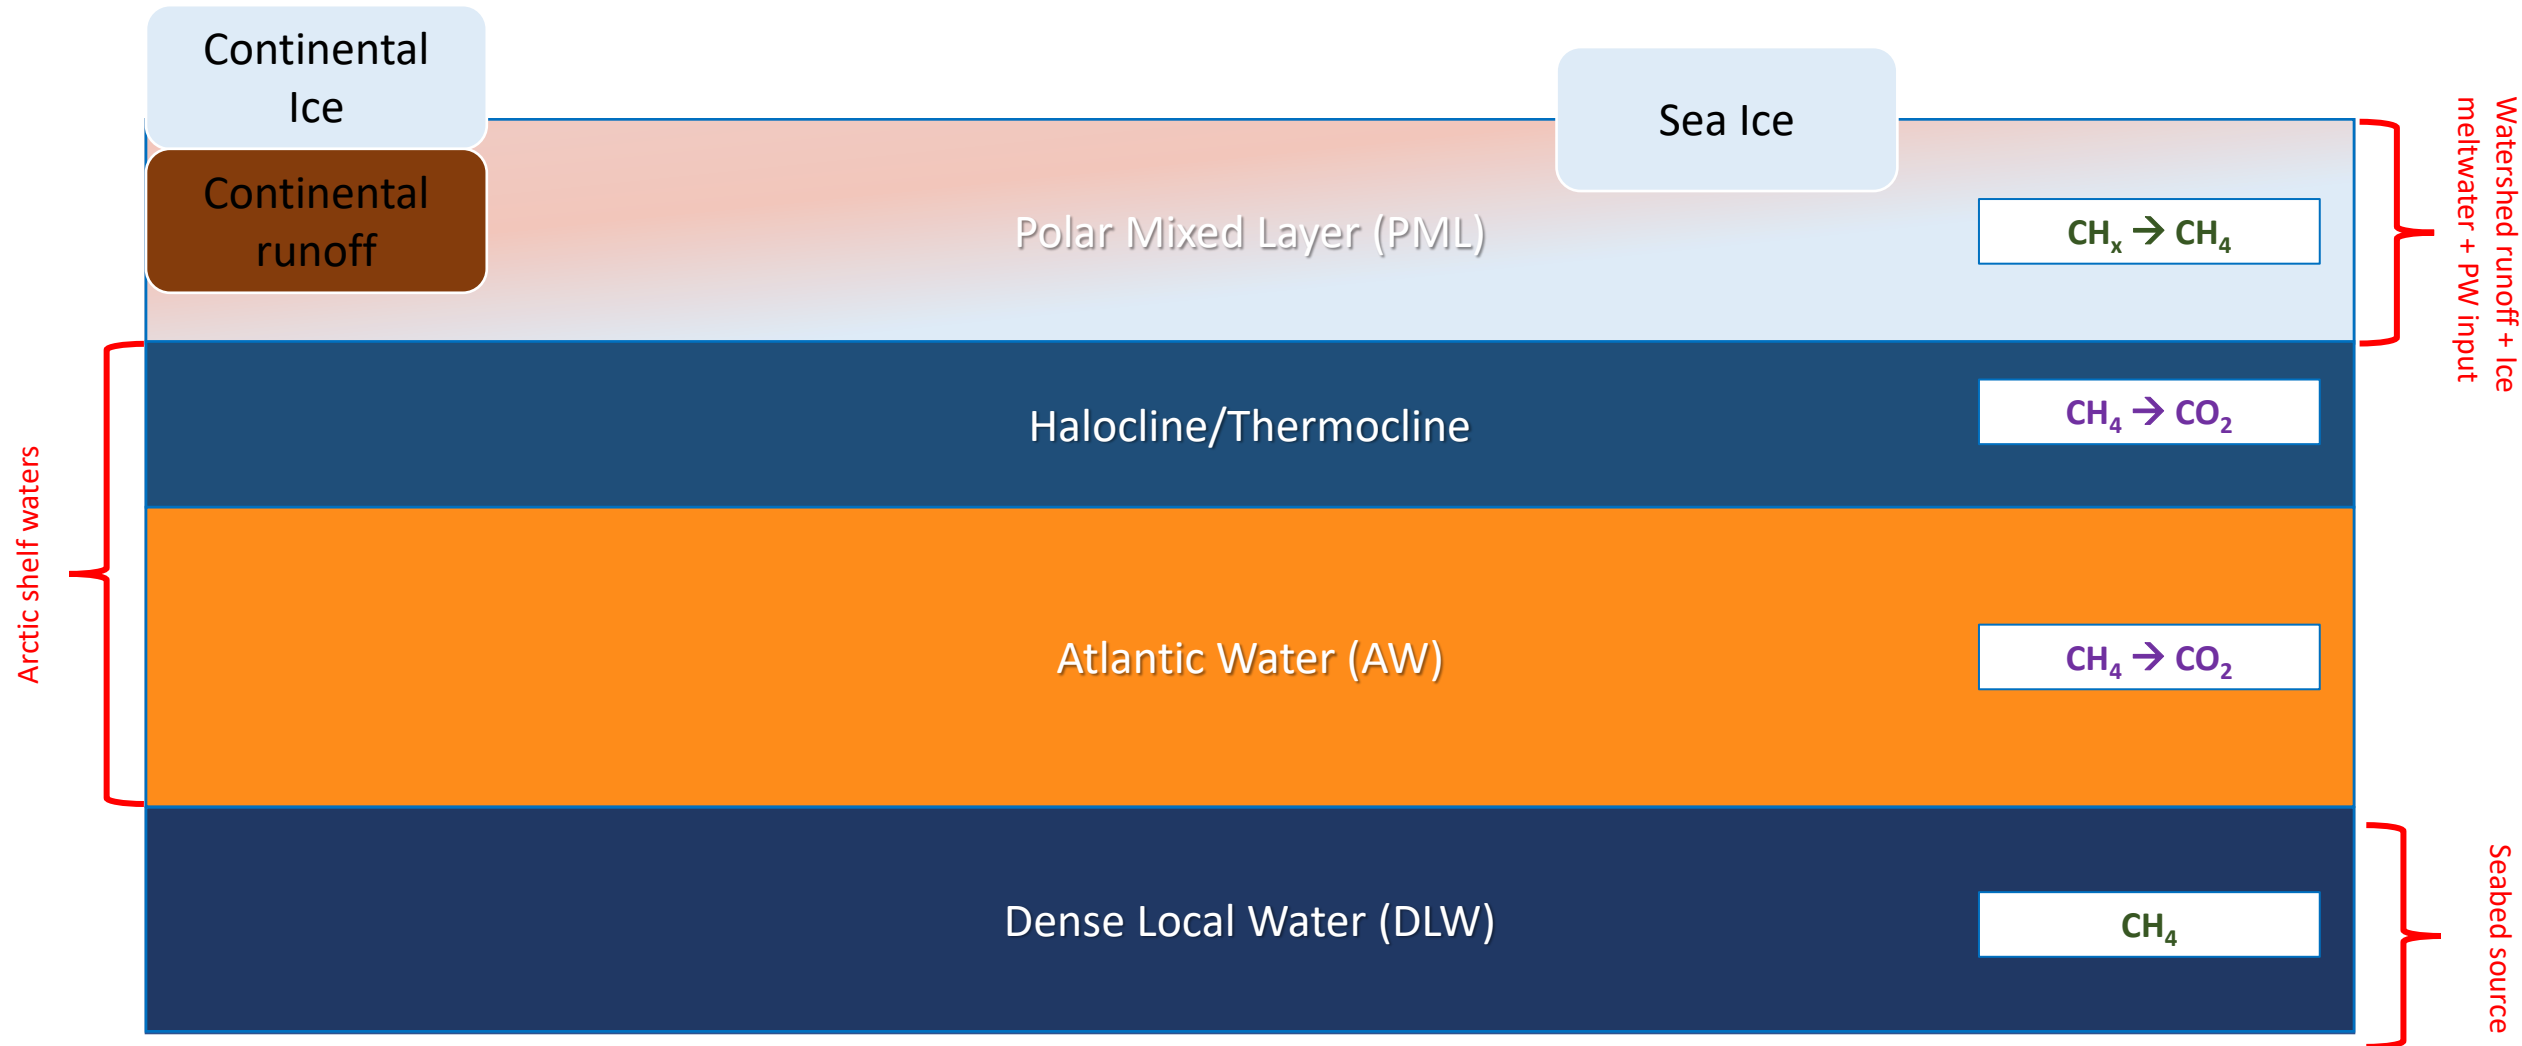 Continental
Ice
Sea Ice
Continental
runoff
Polar Mixed Layer (PML)
CHₓ → CH₄
Watershed runoff + Ice
meltwater + PW input
Halocline/Thermocline
CH₄ → CO₂
Arctic shelf waters
Atlantic Water (AW)
CH₄ → CO₂
Dense Local Water (DLW)
CH₄
Seabed source